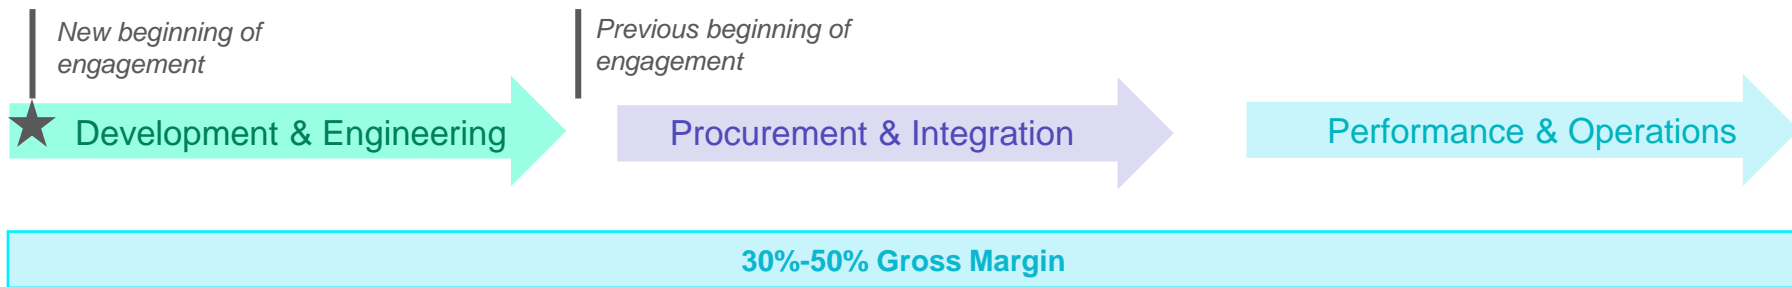 New beginning of
engagement
Previous beginning of
engagement
Development & Engineering
Procurement & Integration
Performance & Operations
30%-50% Gross Margin